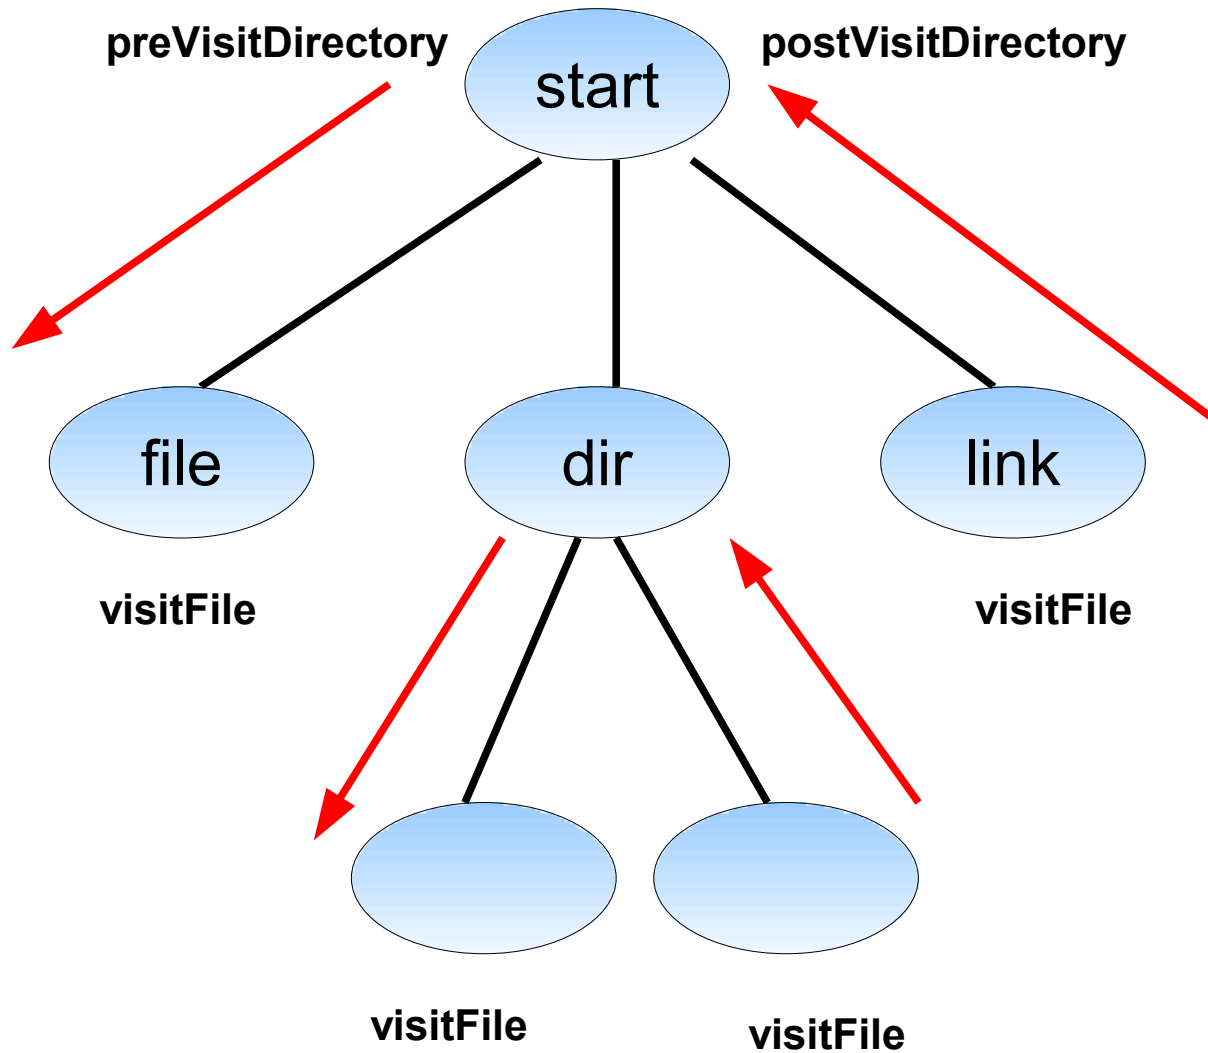 preVisitDirectory
start
postVisitDirectory
file
dir
link
visitFile
visitFile
visitFile
visitFile